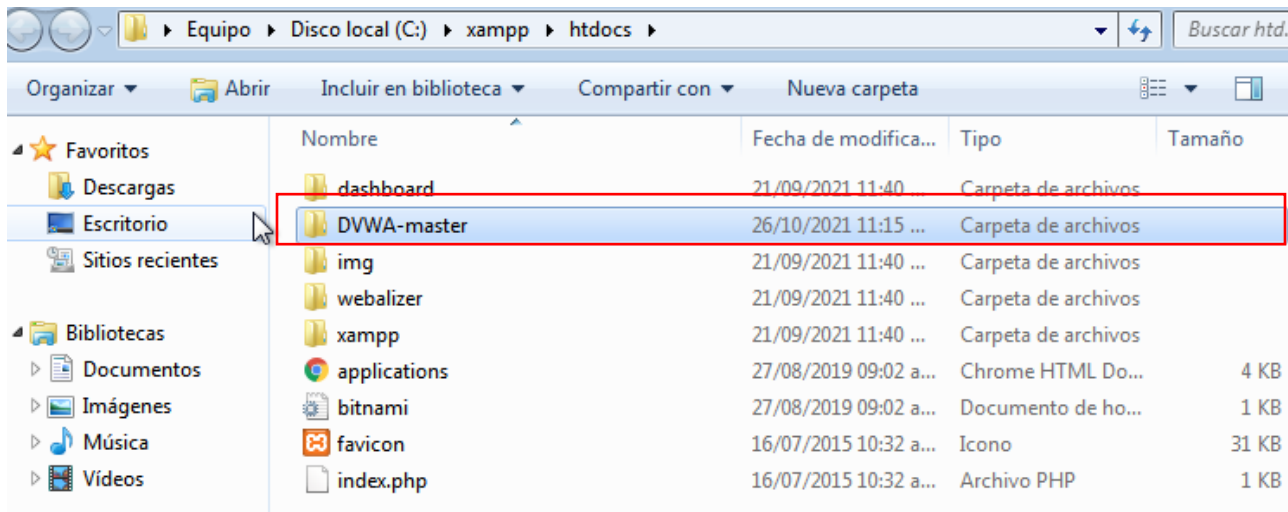 Equipo Disco local (C:) xampp htdocs Buscar htd.
Organizar Abrir Incluir en biblioteca Compartir con Nueva carpeta
Favoritos
Descargas
Escritorio
Sitios recientes
Bibliotecas
Documentos
Imágenes
Música
Vídeos
Nombre Fecha de modifica... Tipo Tamaño
dashboard 21/09/2021 11:40 ... Carpeta de archivos
DVWA-master 26/10/2021 11:15 ... Carpeta de archivos
img 21/09/2021 11:40 ... Carpeta de archivos
webalizer 21/09/2021 11:40 ... Carpeta de archivos
xampp 21/09/2021 11:40 ... Carpeta de archivos
applications 27/08/2019 09:02 a... Chrome HTML Do... 4 KB
bitnami 27/08/2019 09:02 a... Documento de ho... 1 KB
favicon 16/07/2015 10:32 a... Icono 31 KB
index.php 16/07/2015 10:32 a... Archivo PHP 1 KB